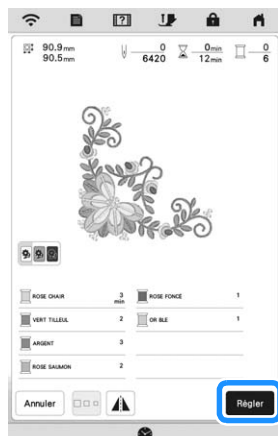 90.9mm
90.5mm
0
6420
0min
12min
0
6
ROSE CHAIR 3 min
VERT TILLEUL 2
ARGENT 3
ROSE SAUMON 2
ROSE FONCE 1
OR BLE 1
Annuler
Régler